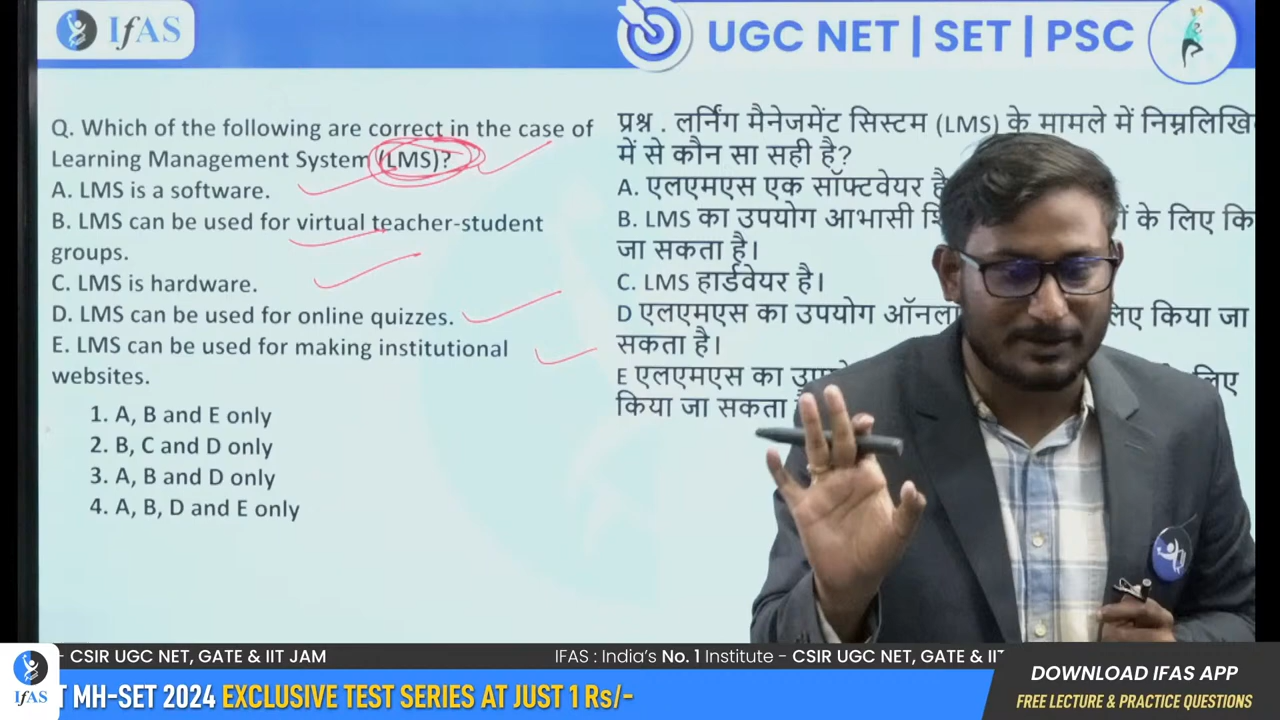 IfAS
UGC NET | SET | PSC
Q. Which of the following are correct in the case of
Learning Management System (LMS)?
A. LMS is a software.
B. LMS can be used for virtual teacher-student
groups.
C. LMS is hardware.
D. LMS can be used for online quizzes.
E. LMS can be used for making institutional
websites.
1. A, B and E only
2. B, C and D only
3. A, B and D only
4. A, B, D and E only
प्रश्न . लर्निंग मैनेजमेंट सिस्टम (LMS) के मामले में निम्नलिखि
में से कौन सा सही है?
A. एलएमएस एक सॉफ्टवेयर है
B. LMS का उपयोग आभासी शि ों के लिए कि
जा सकता है।
C. LMS हार्डवेयर है।
D एलएमएस का उपयोग ऑनला लिए किया जा
सकता है।
E एलएमएस का उप लिए
किया जा सकता
- CSIR UGC NET, GATE & IIT JAM
IFAS : India's No. 1 Institute - CSIR UGC NET, GATE & IIT
IfAS
T MH-SET 2024 EXCLUSIVE TEST SERIES AT JUST 1 Rs/-
DOWNLOAD IFAS APP
FREE LECTURE & PRACTICE QUESTIONS